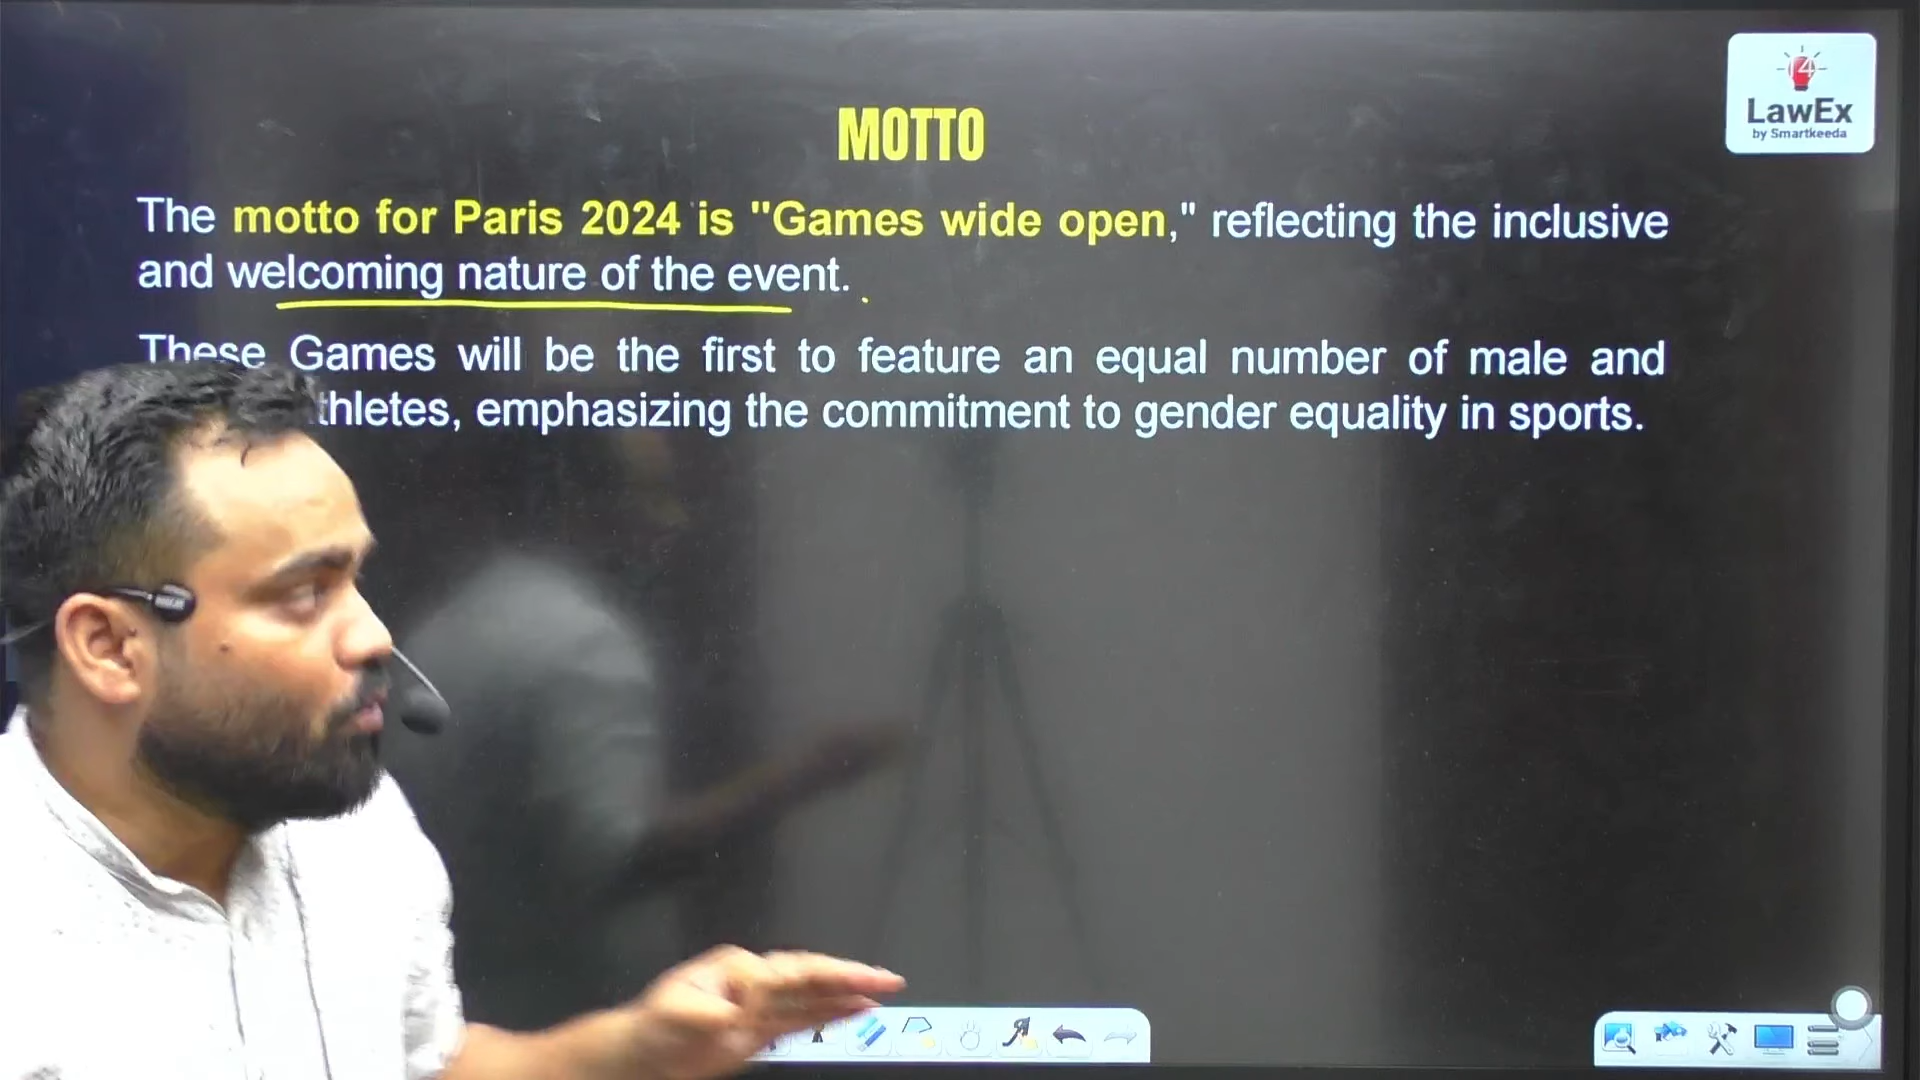 LawEx
by Smartkeeda
MOTTO
The motto for Paris 2024 is "Games wide open," reflecting the inclusive
and welcoming nature of the event.
These Games will be the first to feature an equal number of male and
thletes, emphasizing the commitment to gender equality in sports.